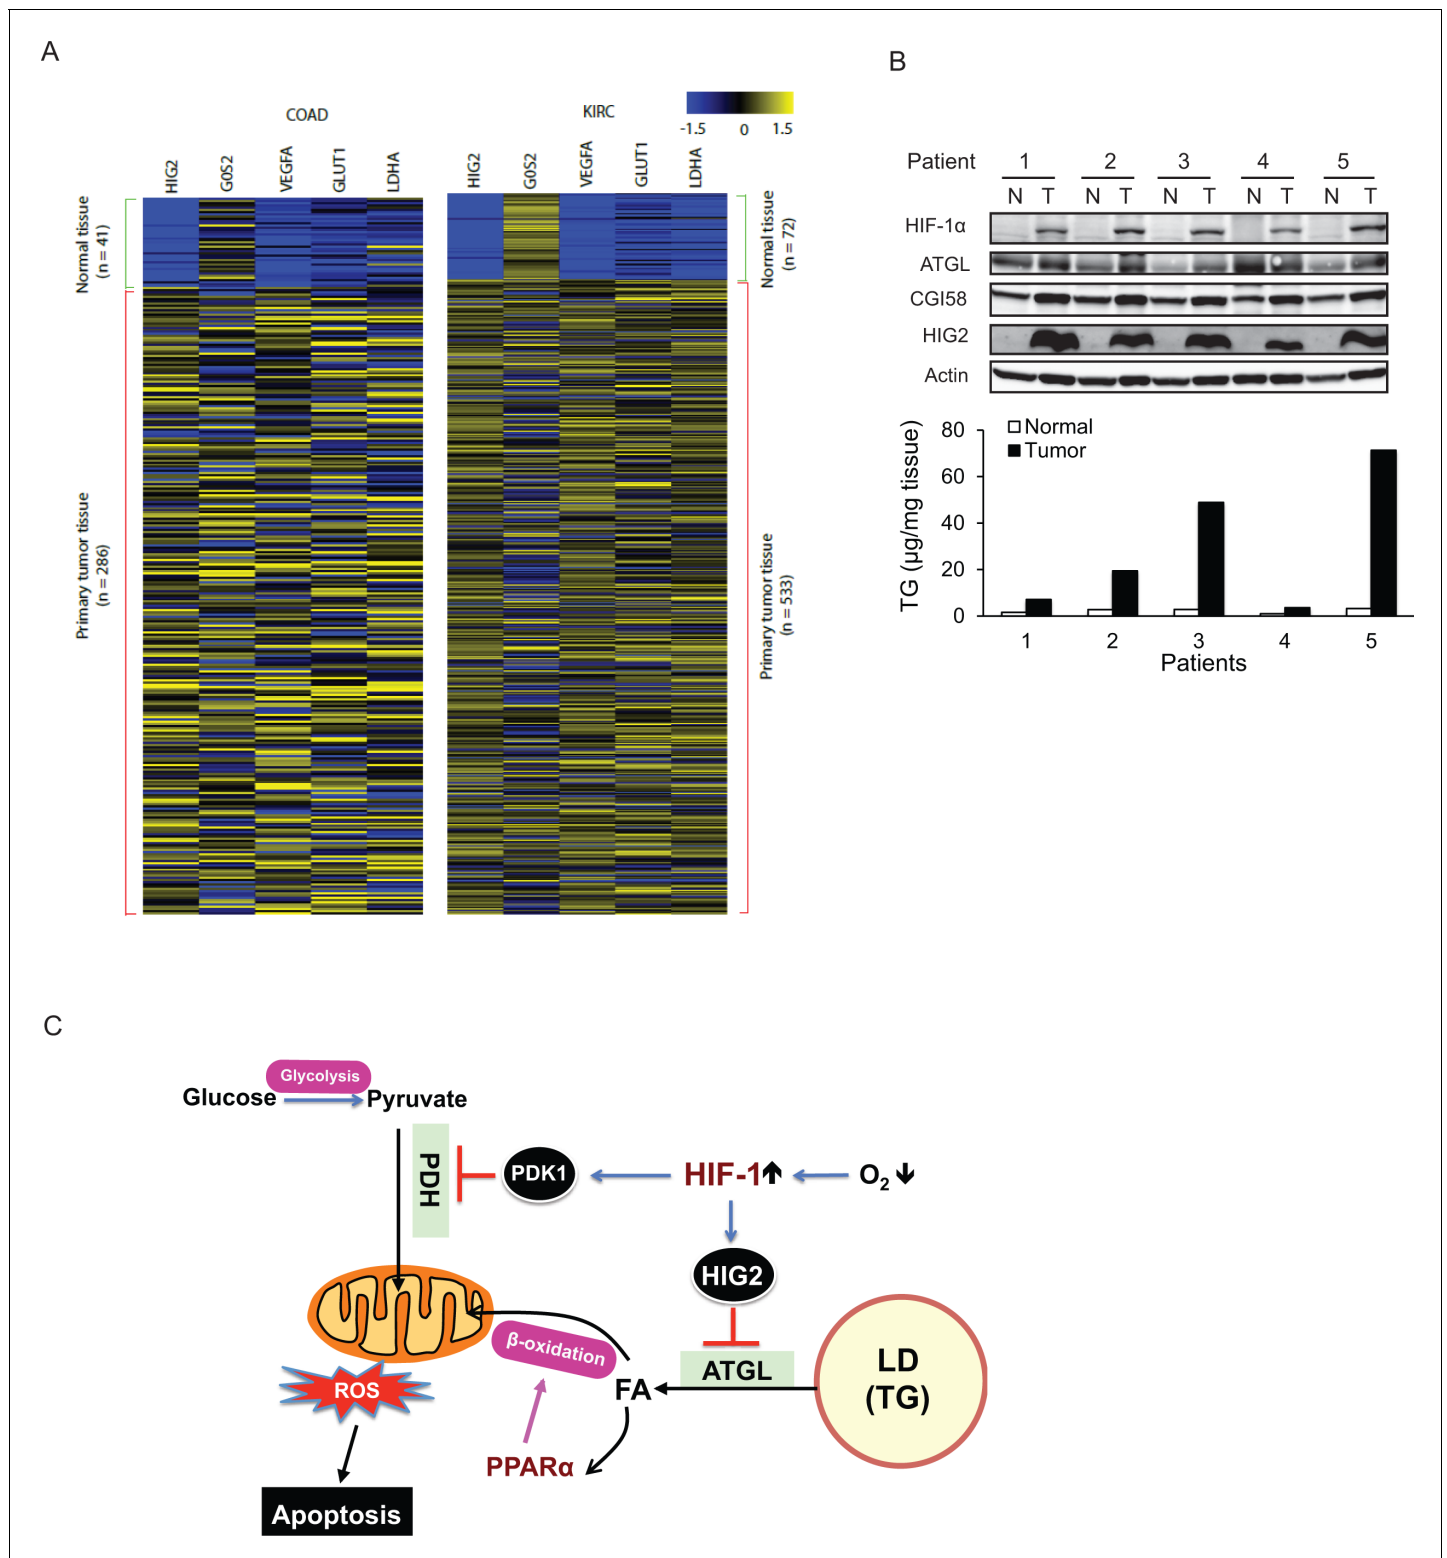 A
COAD
KIRC
-1.5 0 1.5
HIG2 G0S2 VEGFA GLUT1 LDHA
HIG2 G0S2 VEGFA GLUT1 LDHA
Normal tissue
(n = 41)
Primary tumor tissue
(n = 286)
Normal tissue
(n = 72)
Primary tumor tissue
(n = 533)
B
Patient 1 2 3 4 5
N T N T N T N T N T
HIF-1α
ATGL
CGI58
HIG2
Actin
TG (µg/mg tissue)
80
60
40
20
0
Normal
Tumor
1 2 3 4 5
Patients
C
Glycolysis
Glucose Pyruvate
PDH
PDK1
HIF-1
O2
HIG2
ATGL
LD
(TG)
β-oxidation
FA
PPARα
ROS
Apoptosis